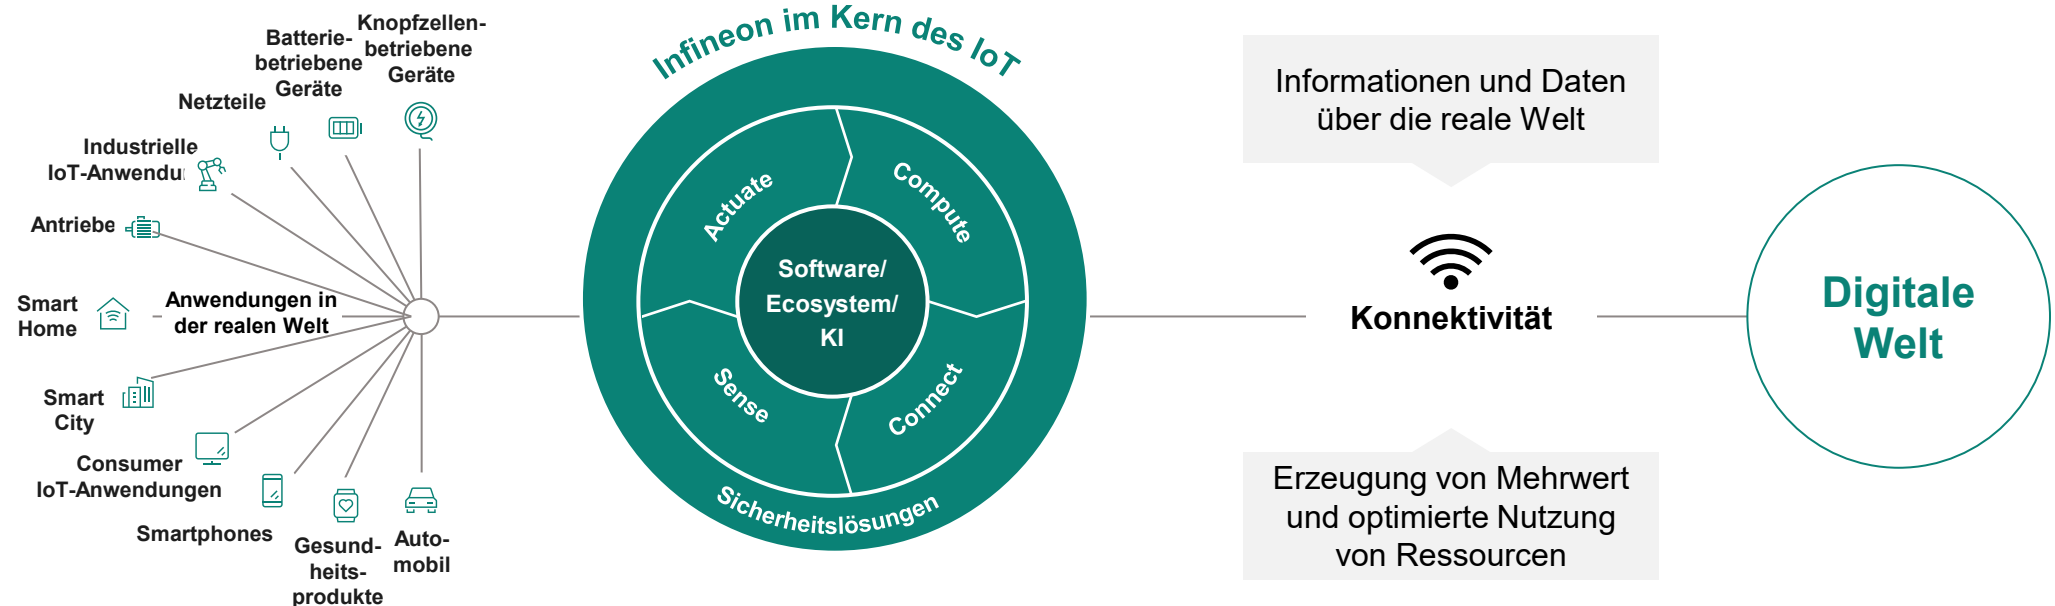 Knopfzellen-
betriebene
Geräte
Batterie-
betriebene
Geräte
Netzteile
Industrielle
IoT-Anwendu
Antriebe
Smart
Home
Anwendungen in
der realen Welt
Smart
City
Consumer
IoT-Anwendungen
Smartphones
Gesund-
heits-
produkte
Auto-
mobil
Infineon im Kern des IoT
Actuate
Compute
Software/
Ecosystem/
KI
Sense
Connect
Sicherheitslösungen
Informationen und Daten
über die reale Welt
Konnektivität
Erzeugung von Mehrwert
und optimierte Nutzung
von Ressourcen
Digitale
Welt